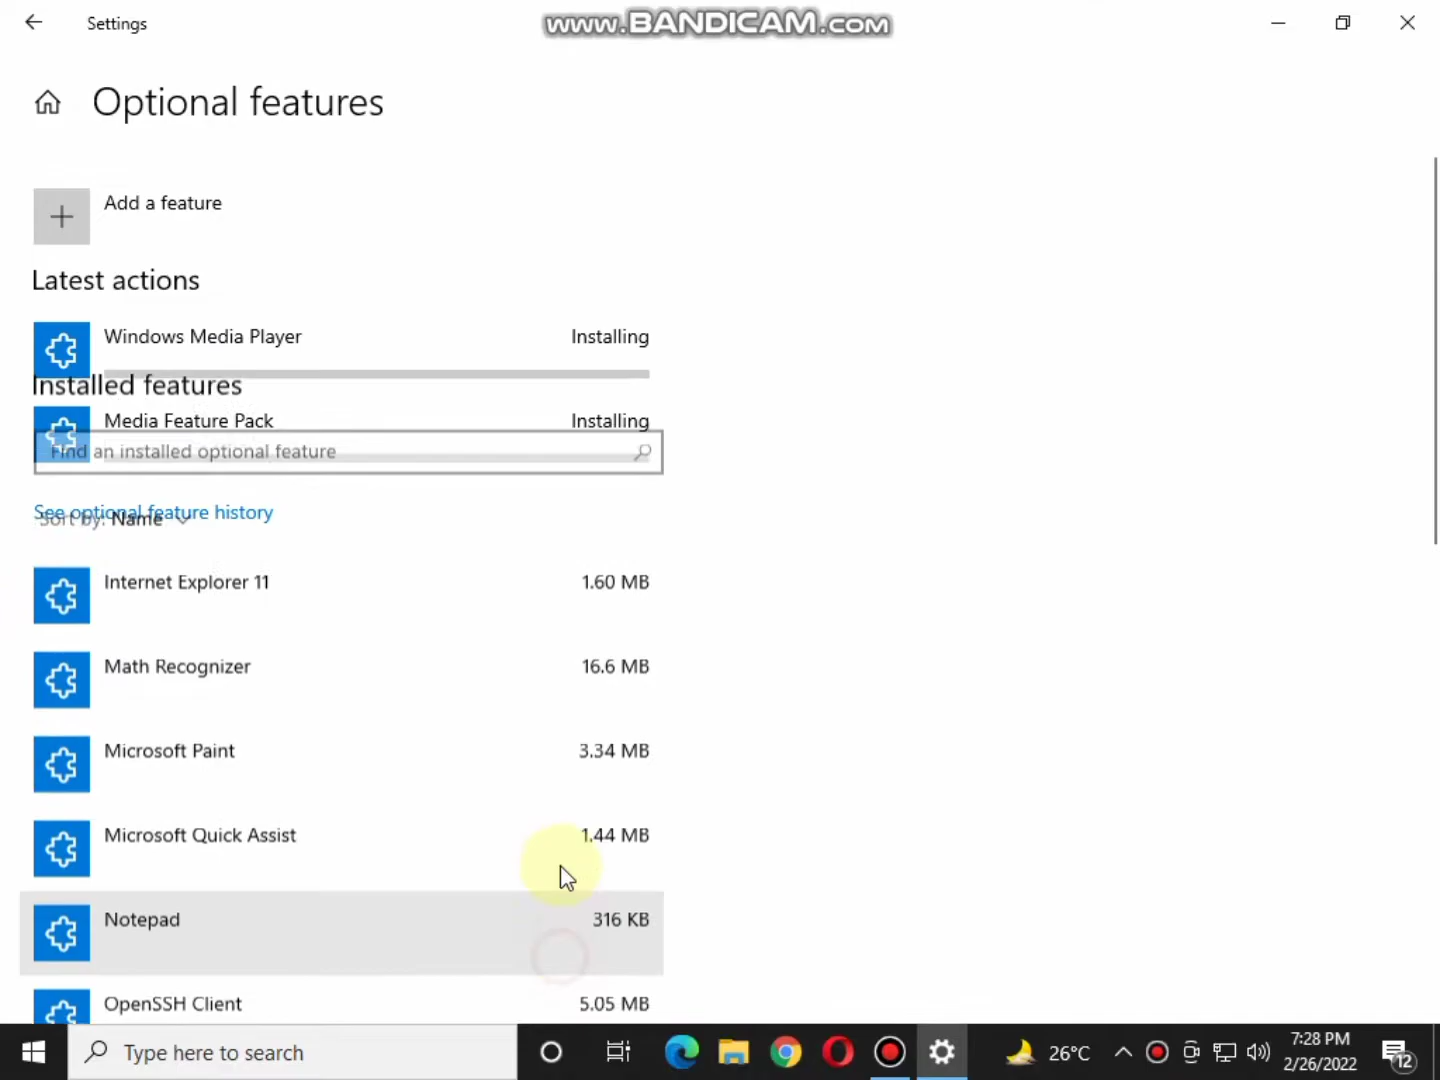 Settings
www.BANDICAM.com
Optional features
Add a feature
Latest actions
Windows Media Player Installing
Installed features
Media Feature Pack Installing
Find an installed optional feature
See optional feature history
Sort by: Name
Internet Explorer 11 1.60 MB
Math Recognizer 16.6 MB
Microsoft Paint 3.34 MB
Microsoft Quick Assist 1.44 MB
Notepad 316 KB
OpenSSH Client 5.05 MB
Type here to search
26°C
7:28 PM
2/26/2022
12